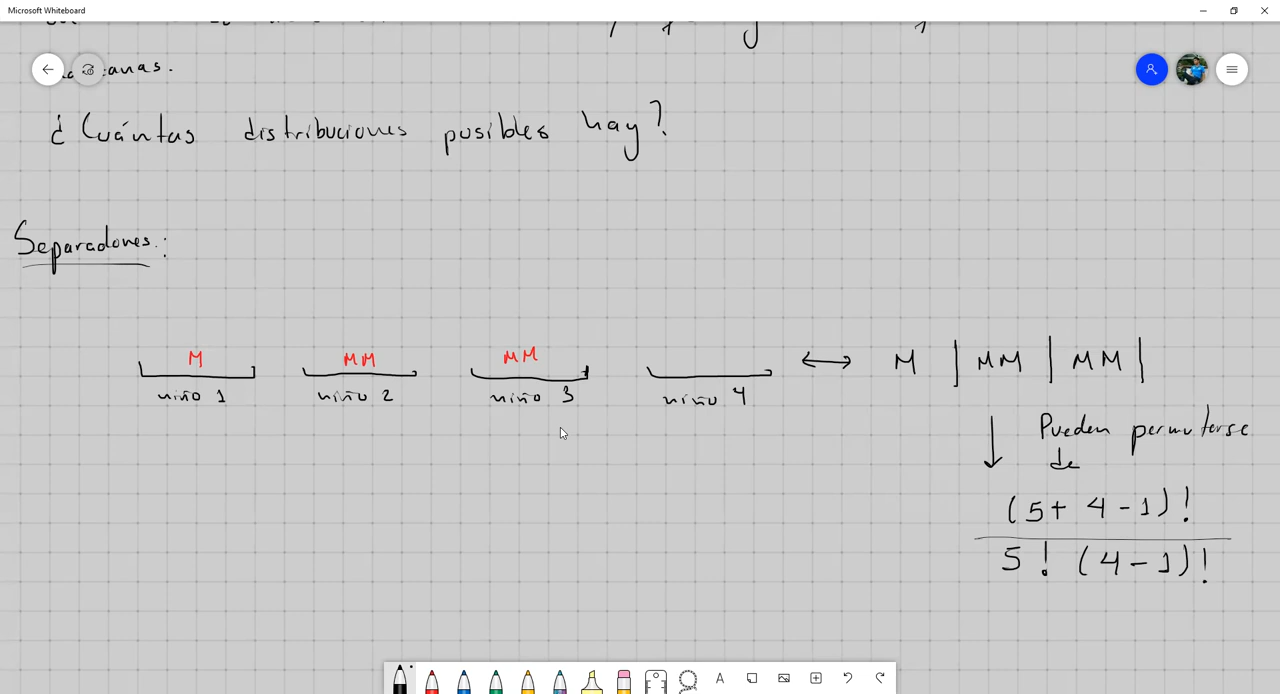 Microsoft Whiteboard
¿Cuántas distribuciones posibles hay?
Separadores:
M MM MM ↔ M | MM | MM |
niño 1 niño 2 niño 3 niño 4
↓ Pueden permutarse
de
(5+ 4-1)!
5! (4-1)!